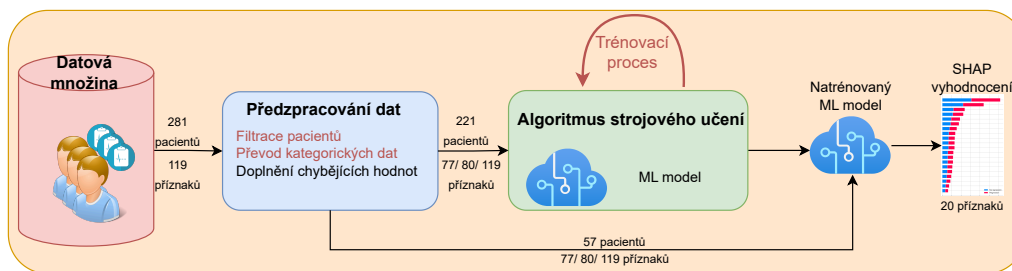 Datová
množina
281
pacientů
119
příznaků
Předzpracování dat
Filtrace pacientů
Převod kategorických dat
Doplnění chybějících hodnot
221
pacientů
77/ 80/ 119
příznaků
Trénovací
proces
Algoritmus strojového učení
ML model
Natrénovaný
ML model
SHAP
vyhodnocení
20 příznaků
57 pacientů
77/ 80/ 119 příznaků